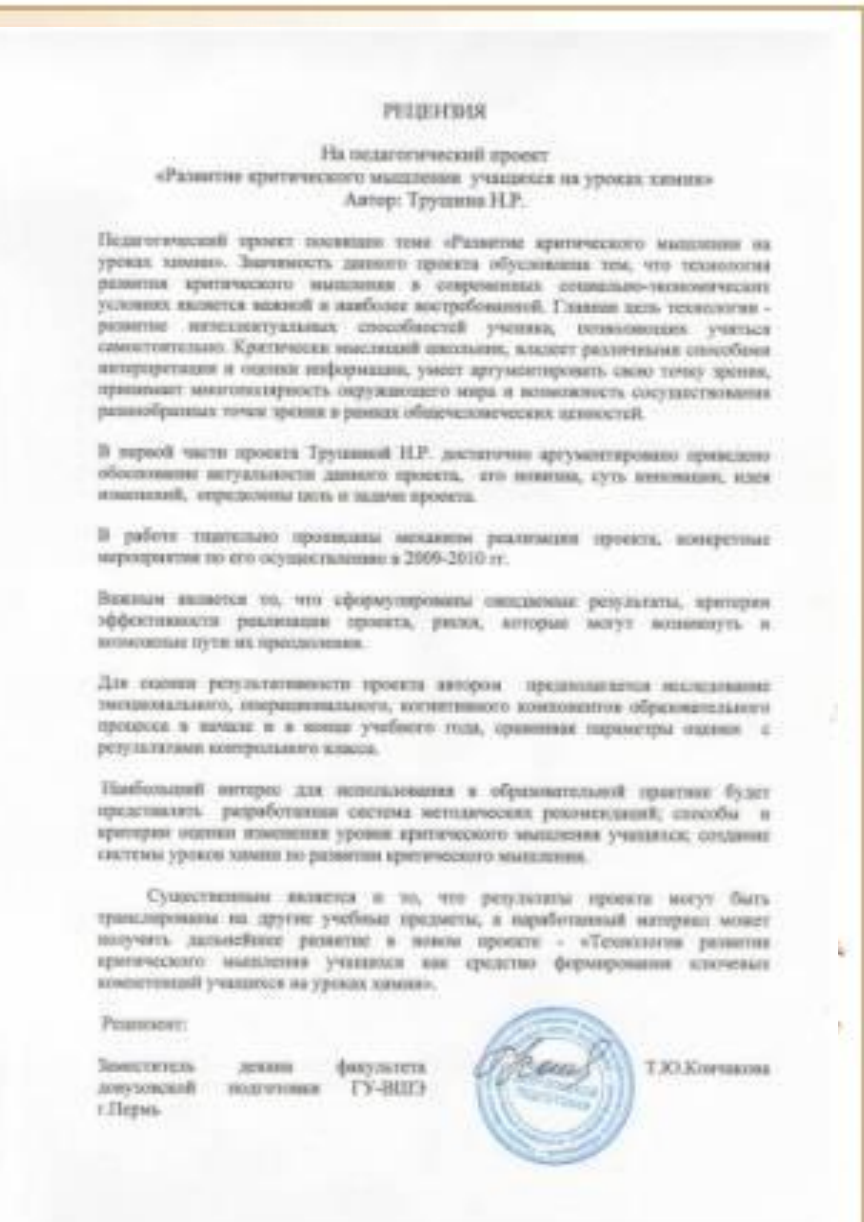 РЕЦЕНЗИЯ
На педагогический проект
«Развитие критического мышления учащихся на уроках химии»
Автор: Трушина Н.Р.
Педагогический проект посвящен теме «Развитие критического мышления на
уроках химии». Значимость данного проекта обусловлена тем, что технология
развития критического мышления в современных социально-экономических
условиях является важной и наиболее востребованной. Главная цель технологии -
развитие интеллектуальных способностей ученика, позволяющих учиться
самостоятельно. Критически мыслящий школьник, владеет различными способами
интерпретации и оценки информации, умеет аргументировать свою точку зрения,
принимает многополярность окружающего мира и возможность сосуществования
разнообразных точек зрения в рамках общечеловеческих ценностей.
В первой части проекта Трушиной Н.Р. достаточно аргументировано приведено
обоснование актуальности данного проекта, его новизна, суть инновации, идея
изменений, определены цель и задачи проекта.
В работе тщательно прописаны механизм реализации проекта, конкретные
мероприятия по его осуществлению в 2009-2010 гг.
Важным является то, что сформулированы ожидаемые результаты, критерии
эффективности реализации проекта, риски, которые могут возникнуть и
возможные пути их преодоления.
Для оценки результативности проекта автором предполагается исследование
эмоционального, операционального, когнитивного компонентов образовательного
процесса в начале и в конце учебного года, сравнивая параметры оценки с
результатами контрольного класса.
Наибольший интерес для использования в образовательной практике будет
представлять разработанная система методических рекомендаций; способы и
критерии оценки изменения уровня критического мышления учащихся; создание
системы уроков химии по развитию критического мышления.
Существенным является и то, что результаты проекта могут быть
транслированы на другие учебные предметы, а наработанный материал может
получить дальнейшее развитие в новом проекте - «Технология развития
критического мышления учащихся как средство формирования ключевых
компетенций учащихся на уроках химии».
Рецензент:
Заместитель декана факультета
довузовской подготовки ГУ-ВШЭ
г.Пермь
Т.Ю.Кончакова
ПОДГОТОВКИ